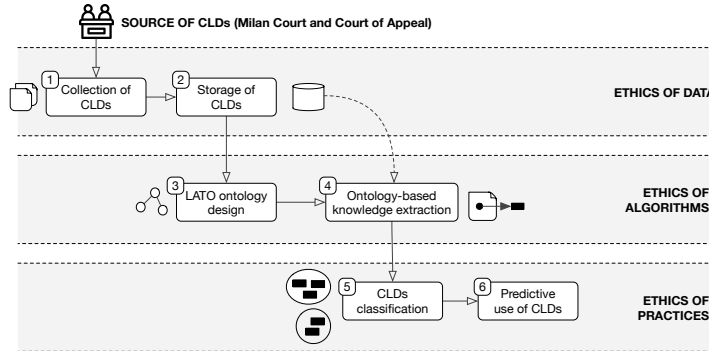 SOURCE OF CLDs (Milan Court and Court of Appeal)
1
Collection of
CLDs
2
Storage of
CLDs
ETHICS OF DATA
3
LATO ontology
design
4
Ontology-based
knowledge extraction
ETHICS OF
ALGORITHMS
5
CLDs
classification
6
Predictive
use of CLDs
ETHICS OF
PRACTICES